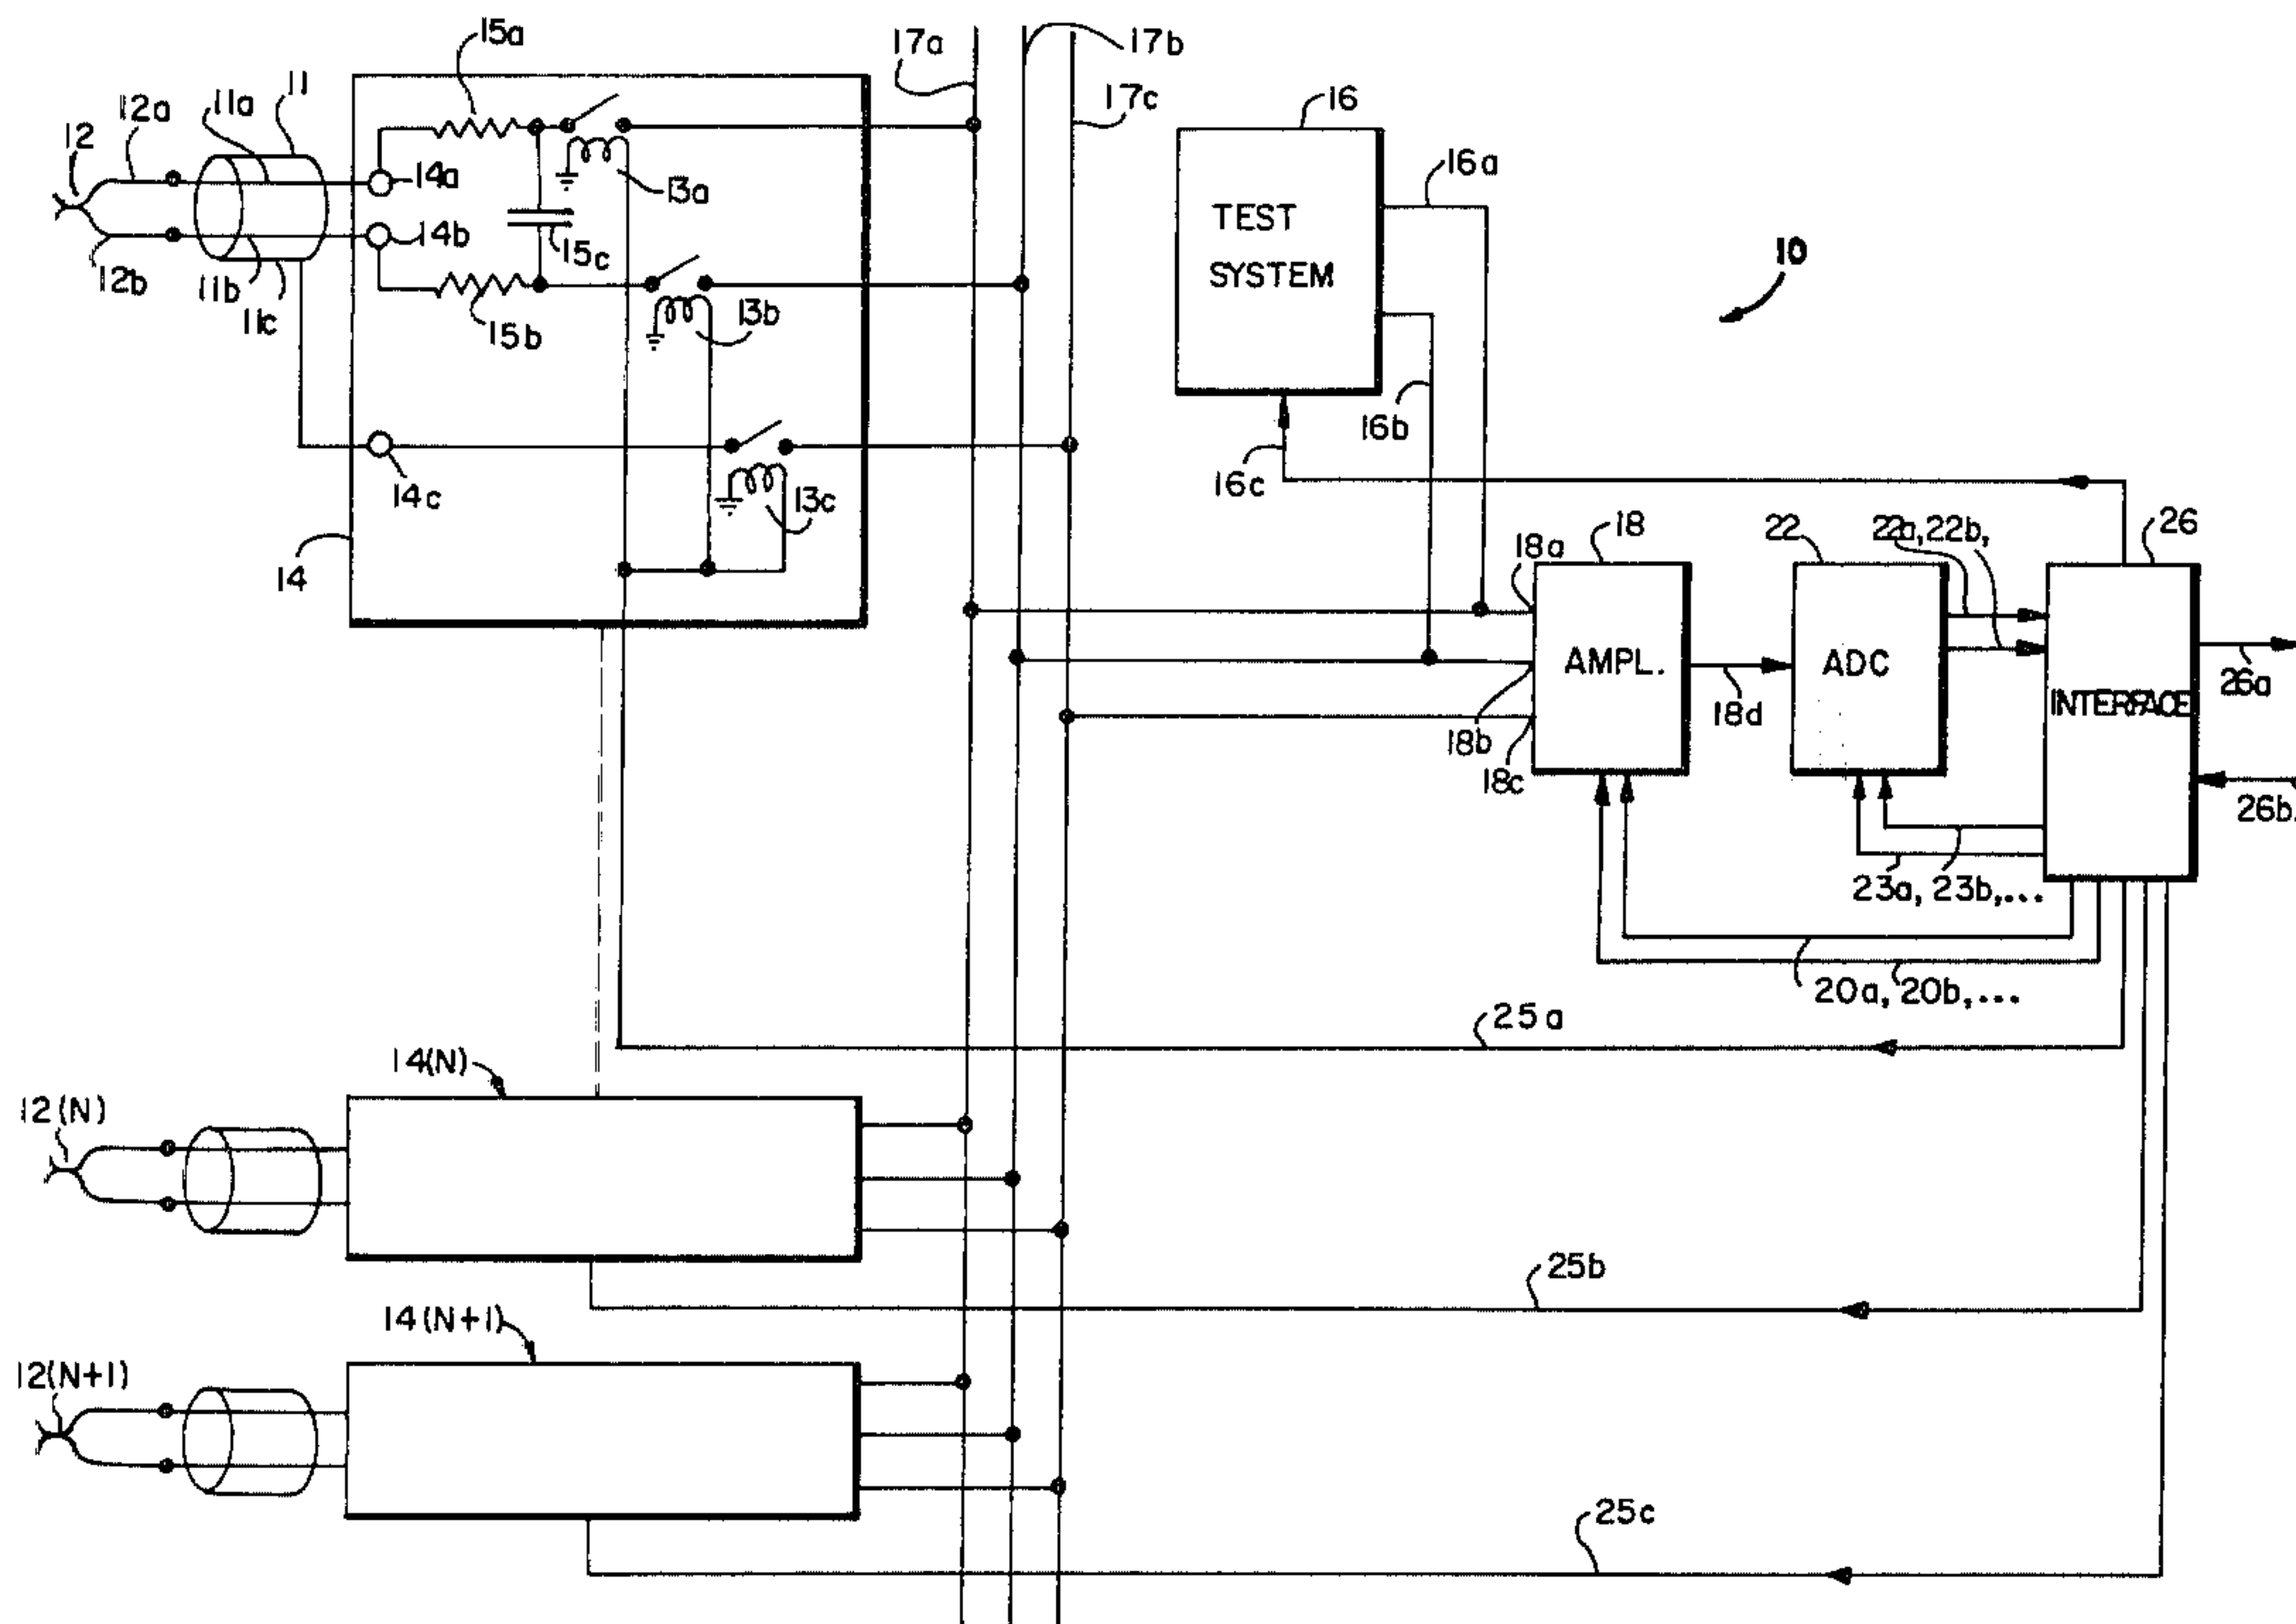 15a
17a
17b
12a
11a
11
12
17c
16
14a
13a
16a
TEST
SYSTEM
14b
15c
10
12b
11b
11c
15b
13b
16b
14c
13c
16c
14
18a
18
22
22a, 22b,
26
AMPL.
ADC
INTERFACE
18d
26a
18b
18c
26b
23a, 23b,...
20a, 20b,...
25a
14(N)
12(N)
25b
14(N+1)
12(N+1)
25c